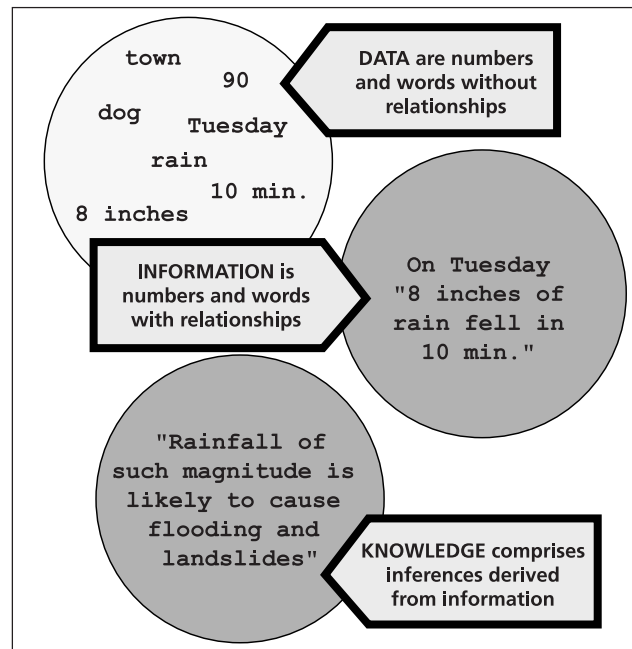 town
90
dog
Tuesday
rain
10 min.
8 inches
DATA are numbers
and words without
relationships
INFORMATION is
numbers and words
with relationships
On Tuesday
"8 inches of
rain fell in
10 min."
"Rainfall of
such magnitude is
likely to cause
flooding and
landslides"
KNOWLEDGE comprises
inferences derived
from information